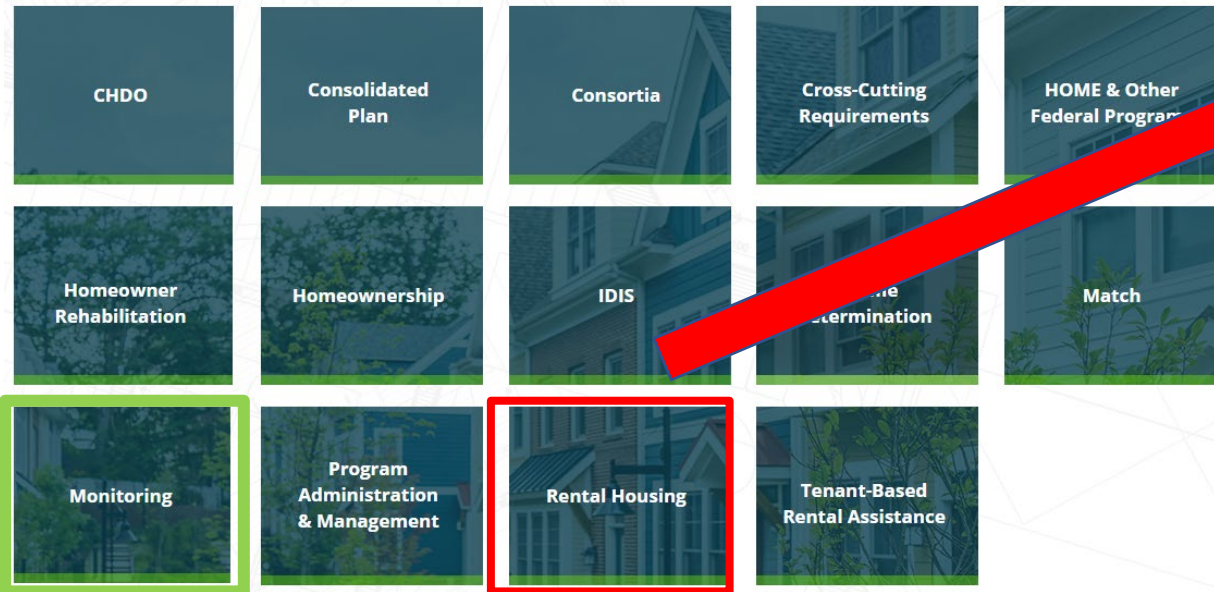 CHDO
Consolidated
Plan
Consortia
Cross-Cutting
Requirements
HOME & Other
Federal
Homeowner
Rehabilitation
Homeownership
IDIS
Match
Monitoring
Program
Administration
& Management
Rental Housing
Tenant-Based
Rental Assistance